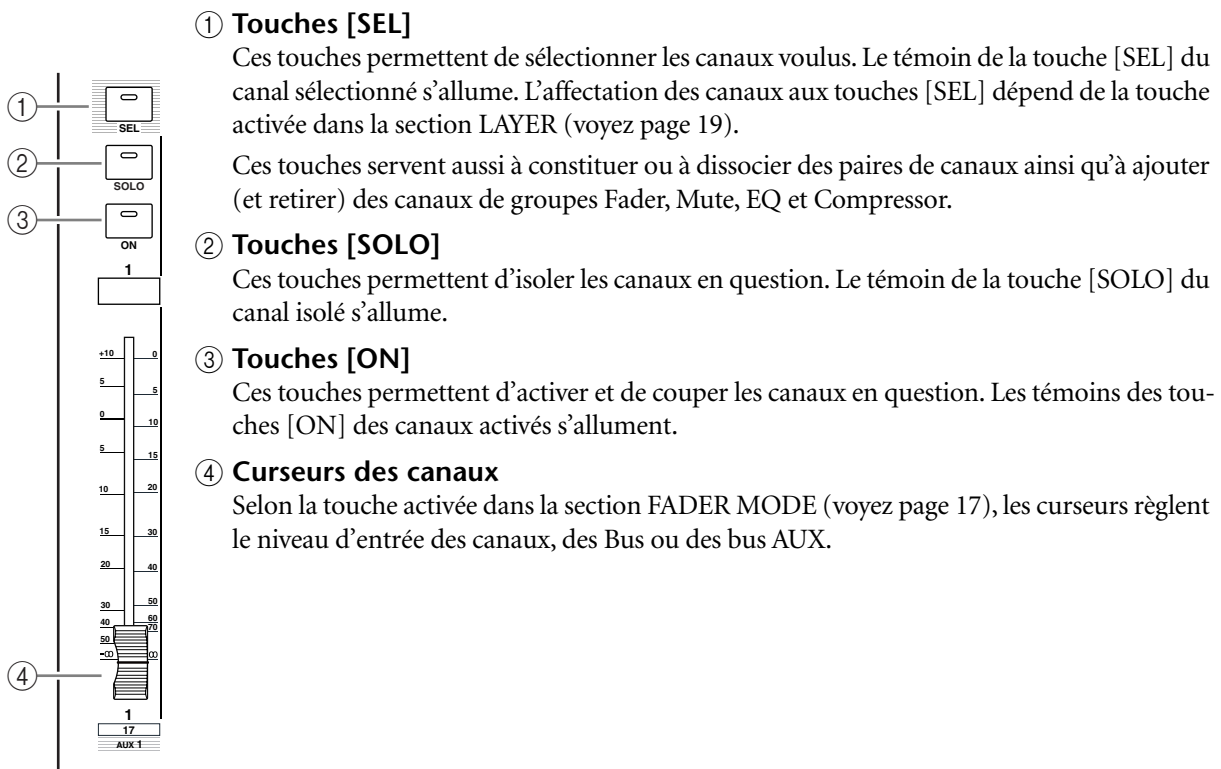 ① Touches [SEL]
Ces touches permettent de sélectionner les canaux voulus. Le témoin de la touche [SEL] du
canal sélectionné s'allume. L'affectation des canaux aux touches [SEL] dépend de la touche
activée dans la section LAYER (voyez page 19).
Ces touches servent aussi à constituer ou à dissocier des paires de canaux ainsi qu'à ajouter
(et retirer) des canaux de groupes Fader, Mute, EQ et Compressor.
② Touches [SOLO]
Ces touches permettent d'isoler les canaux en question. Le témoin de la touche [SOLO] du
canal isolé s'allume.
③ Touches [ON]
Ces touches permettent d'activer et de couper les canaux en question. Les témoins des tou-
ches [ON] des canaux activés s'allument.
④ Curseurs des canaux
Selon la touche activée dans la section FADER MODE (voyez page 17), les curseurs règlent
le niveau d'entrée des canaux, des Bus ou des bus AUX.
①
SEL
②
SOLO
③
ON
1
+10 0
5 5
0 10
5 15
10 20
15 30
20 40
30 50
40 60
70
50
-∞ ∞
④
1
17
AUX 1